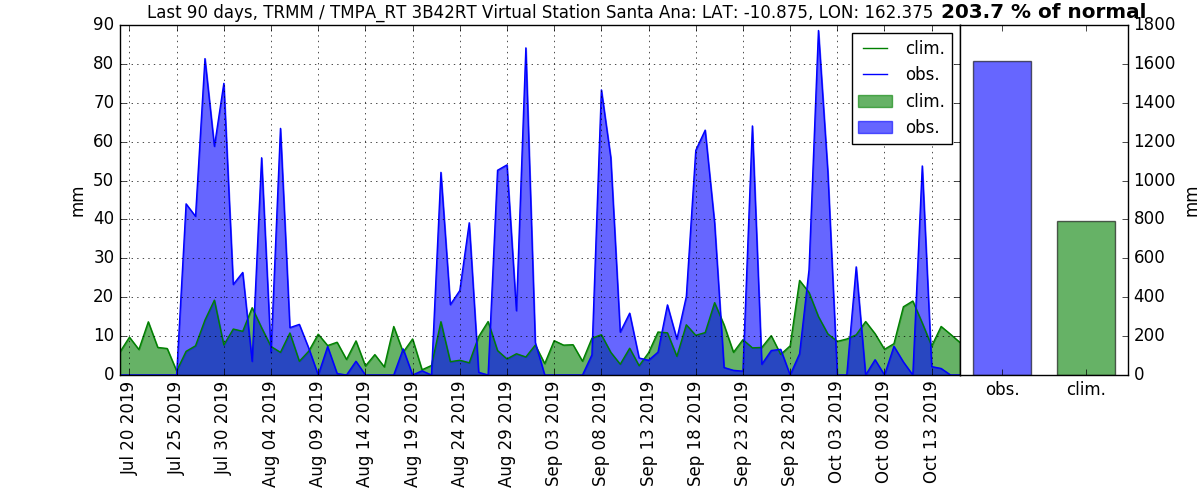 Last 90 days, TRMM / TMPA_RT 3B42RT Virtual Station Santa Ana: LAT: -10.875, LON: 162.375 203.7 % of normal
90
80
70
60
50
40
30
20
10
0
mm
clim.
obs.
clim.
obs.
1800
1600
1400
1200
1000
800
600
400
200
0
mm
obs. clim.
Jul 20 2019
Jul 25 2019
Jul 30 2019
Aug 04 2019
Aug 09 2019
Aug 14 2019
Aug 19 2019
Aug 24 2019
Aug 29 2019
Sep 03 2019
Sep 08 2019
Sep 13 2019
Sep 18 2019
Sep 23 2019
Sep 28 2019
Oct 03 2019
Oct 08 2019
Oct 13 2019